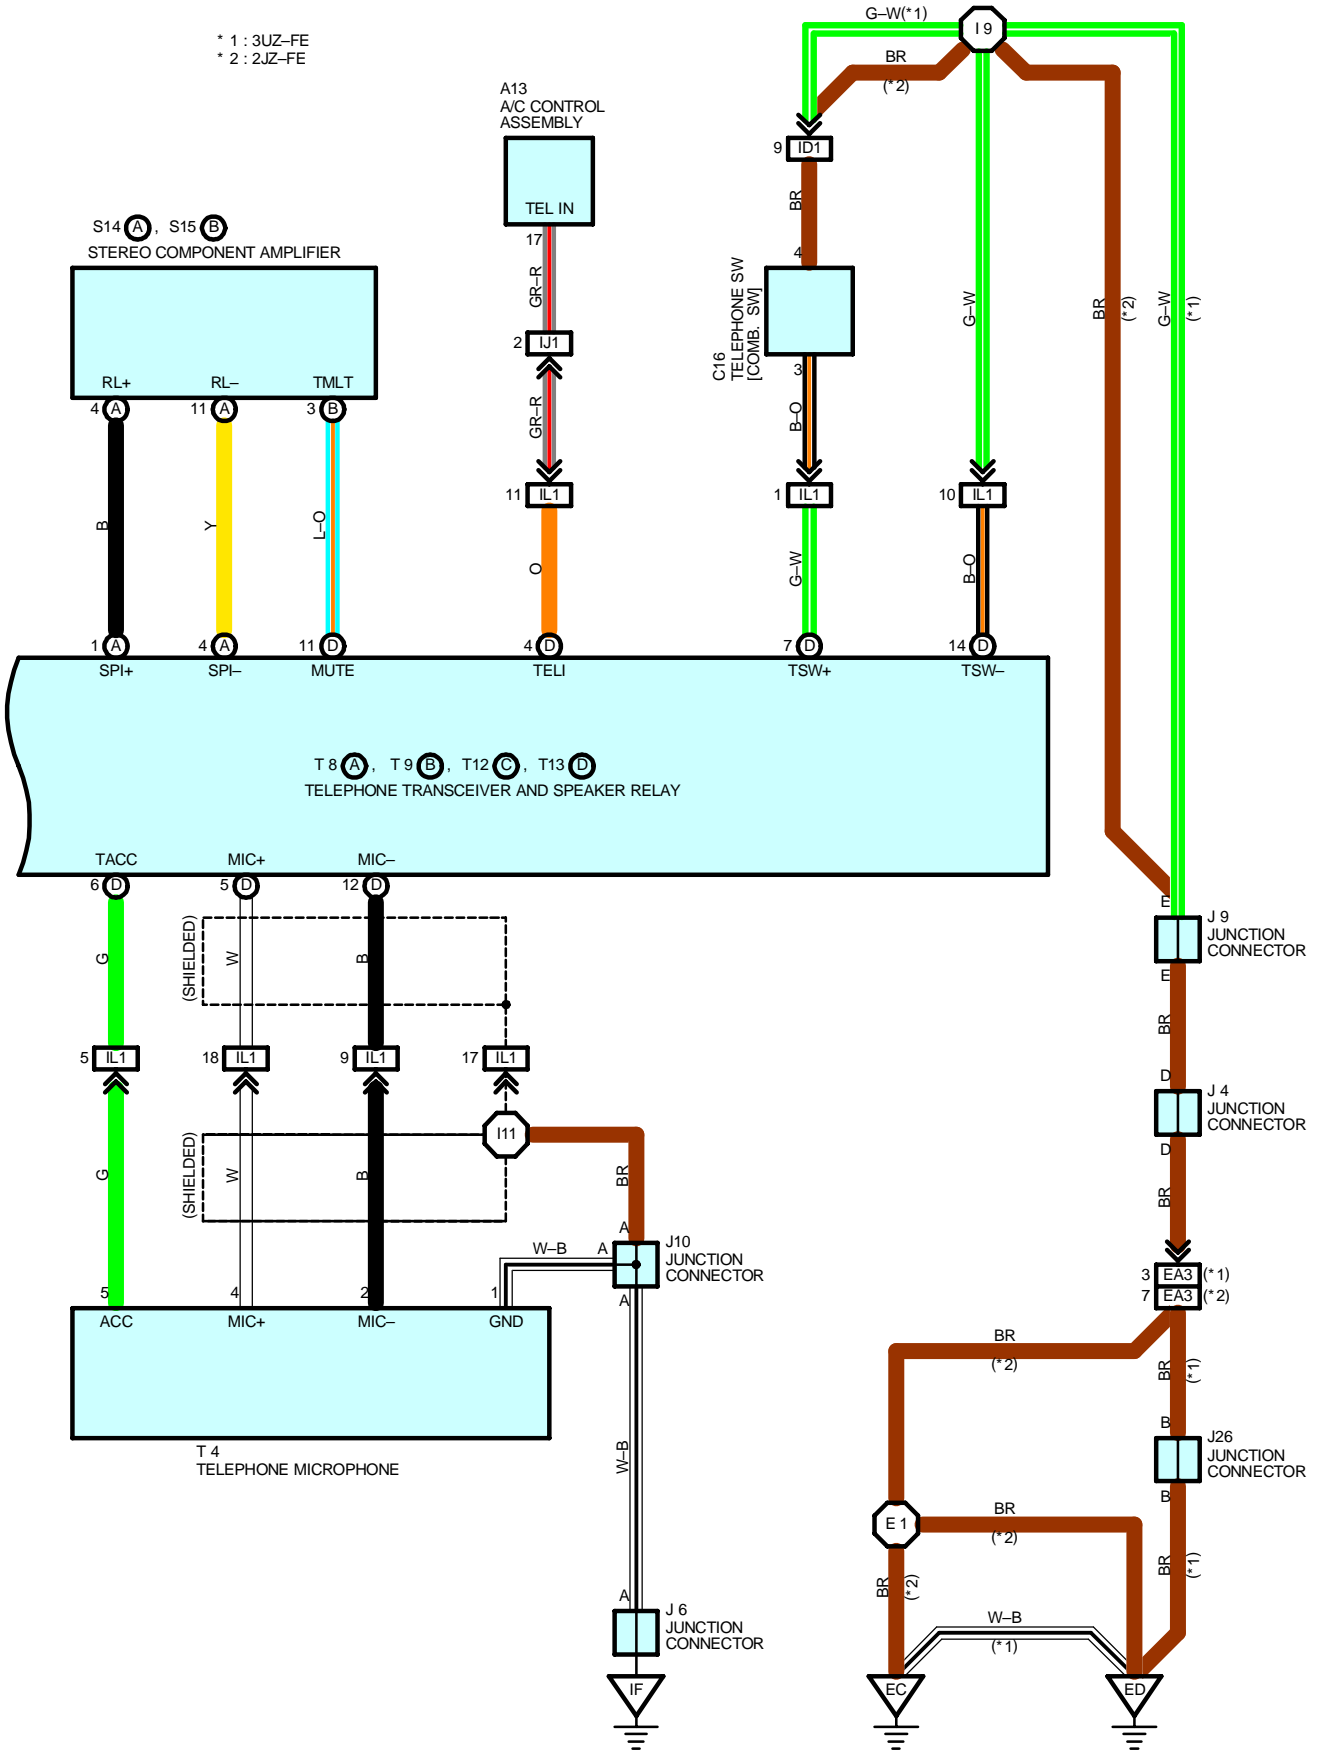 * 1 : 3UZ–FE
* 2 : 2JZ–FE
G–W(*1)
I 9
BR
(*2)
A13
A/C CONTROL
ASSEMBLY
TEL IN
17
9 ID1
BR
4
S14 A , S15 B
STEREO COMPONENT AMPLIFIER
GR–R
2 IJ1
C16
TELEPHONE SW
[COMB. SW]
G–W
BR
(*2)
G–W
(*1)
RL+
RL–
TMLT
4 A
11 A
3 B
3
GR–R
B–O
11 IL1
1 IL1
10 IL1
B
Y
L–O
O
G–W
B–O
1 A
4 A
11 D
4 D
7 D
14 D
SPI+
SPI–
MUTE
TELI
TSW+
TSW–
T 8 A , T 9 B , T12 C , T13 D
TELEPHONE TRANSCEIVER AND SPEAKER RELAY
TACC
MIC+
MIC–
6 D
5 D
12 D
E
J 9
JUNCTION
CONNECTOR
E
(SHIELDED)
G
W
B
BR
5 IL1
18 IL1
9 IL1
17 IL1
D
J 4
JUNCTION
CONNECTOR
D
I11
(SHIELDED)
G
W
B
BR
BR
A
W–B
A
J10
JUNCTION
CONNECTOR
A
3 EA3 (*1)
7 EA3 (*2)
5
4
2
1
ACC
MIC+
MIC–
GND
BR
(*2)
BR
(*1)
T 4
TELEPHONE MICROPHONE
W–B
B
J26
JUNCTION
CONNECTOR
B
E 1
BR
(*2)
BR
(*2)
BR
(*1)
A
J 6
JUNCTION
CONNECTOR
W–B
(*1)
IF
EC
ED